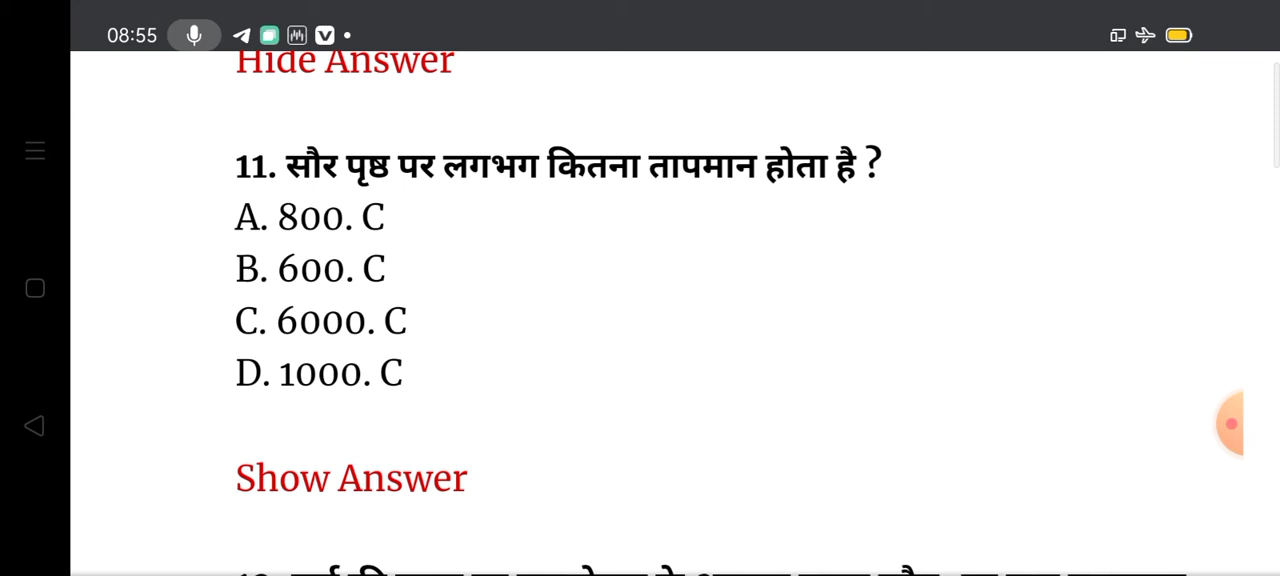 08:55
Hide Answer
11. सौर पृष्ठ पर लगभग कितना तापमान होता है ?
A. 800. C
B. 600. C
C. 6000. C
D. 1000. C
Show Answer